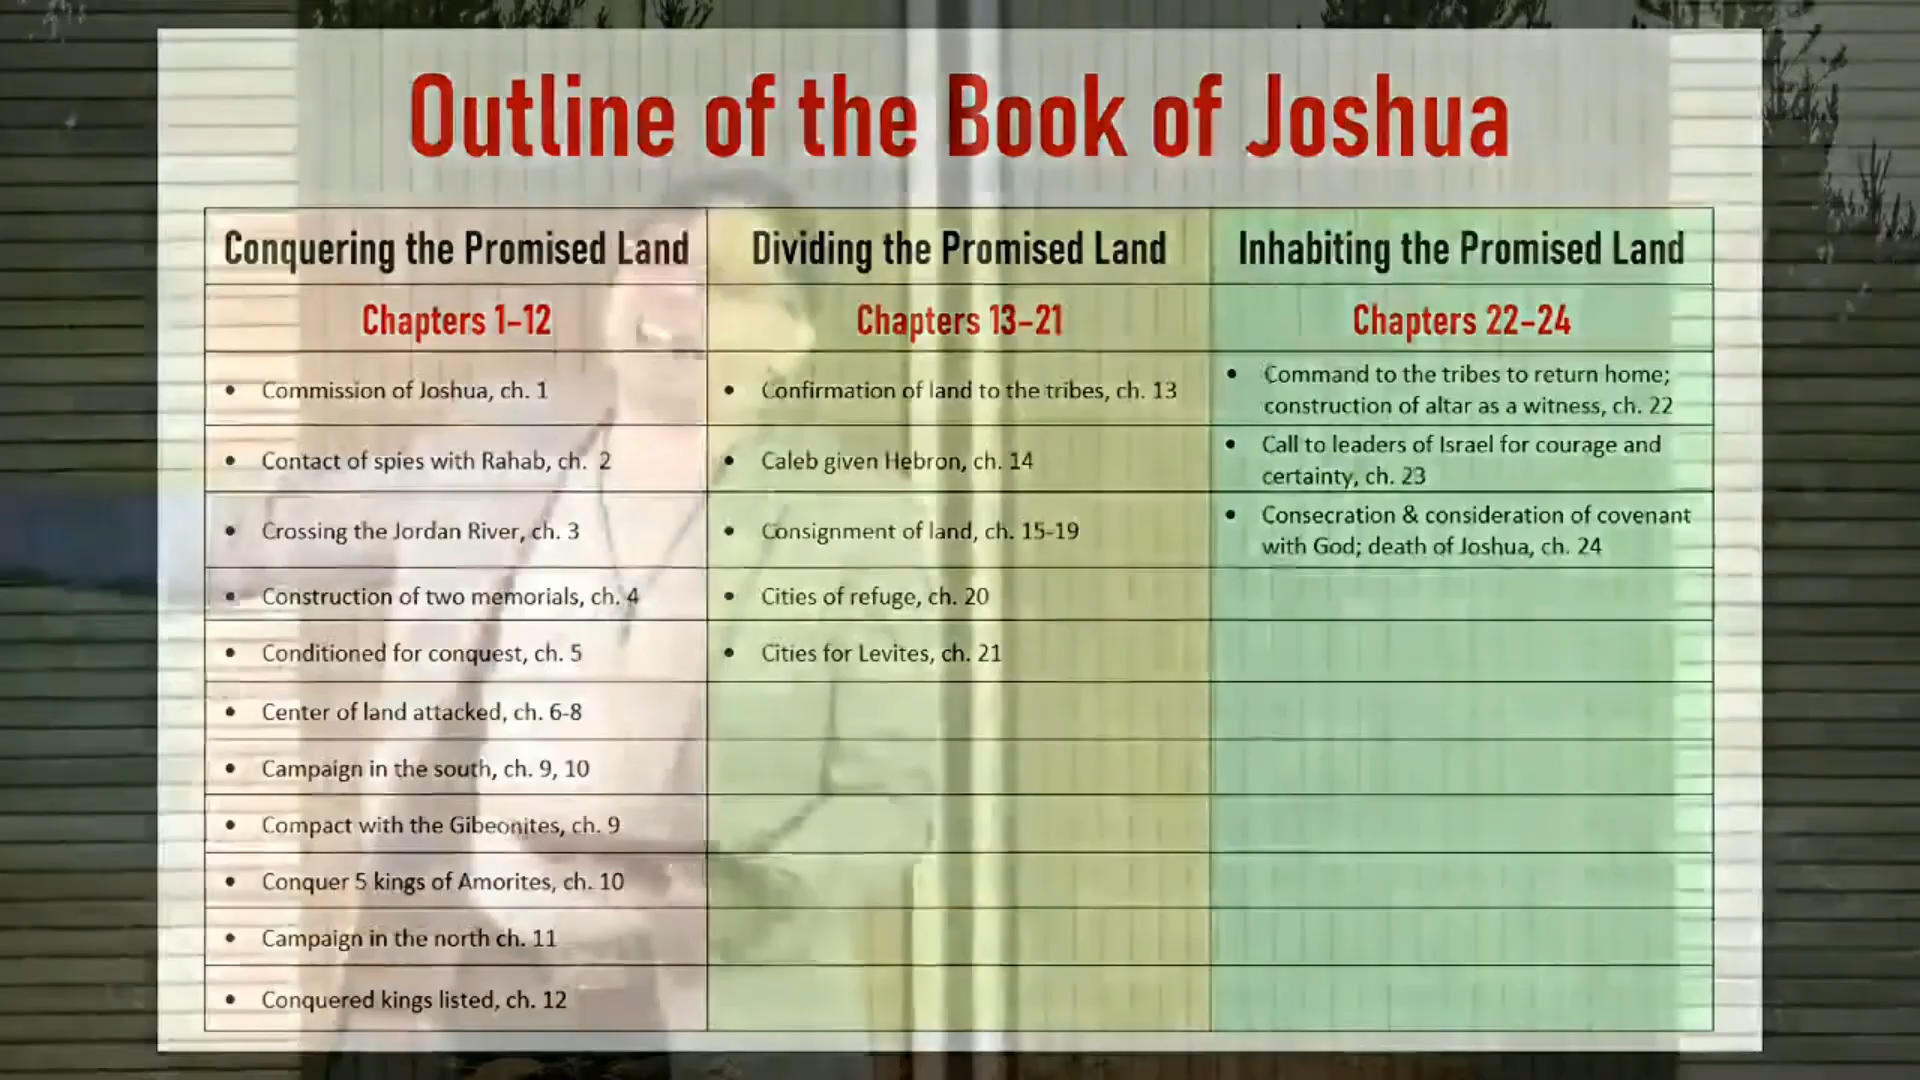 Outline of the Book of Joshua
Conquering the Promised Land
Dividing the Promised Land
Inhabiting the Promised Land
Chapters 1–12
Chapters 13–21
Chapters 22–24
• Commission of Joshua, ch. 1
• Confirmation of land to the tribes, ch. 13
• Command to the tribes to return home;
construction of altar as a witness, ch. 22
• Contact of spies with Rahab, ch. 2
• Caleb given Hebron, ch. 14
• Call to leaders of Israel for courage and
certainty, ch. 23
• Crossing the Jordan River, ch. 3
• Consignment of land, ch. 15-19
• Consecration & consideration of covenant
with God; death of Joshua, ch. 24
• Construction of two memorials, ch. 4
• Cities of refuge, ch. 20
• Conditioned for conquest, ch. 5
• Cities for Levites, ch. 21
• Center of land attacked, ch. 6-8
• Campaign in the south, ch. 9, 10
• Compact with the Gibeonites, ch. 9
• Conquer 5 kings of Amorites, ch. 10
• Campaign in the north ch. 11
• Conquered kings listed, ch. 12